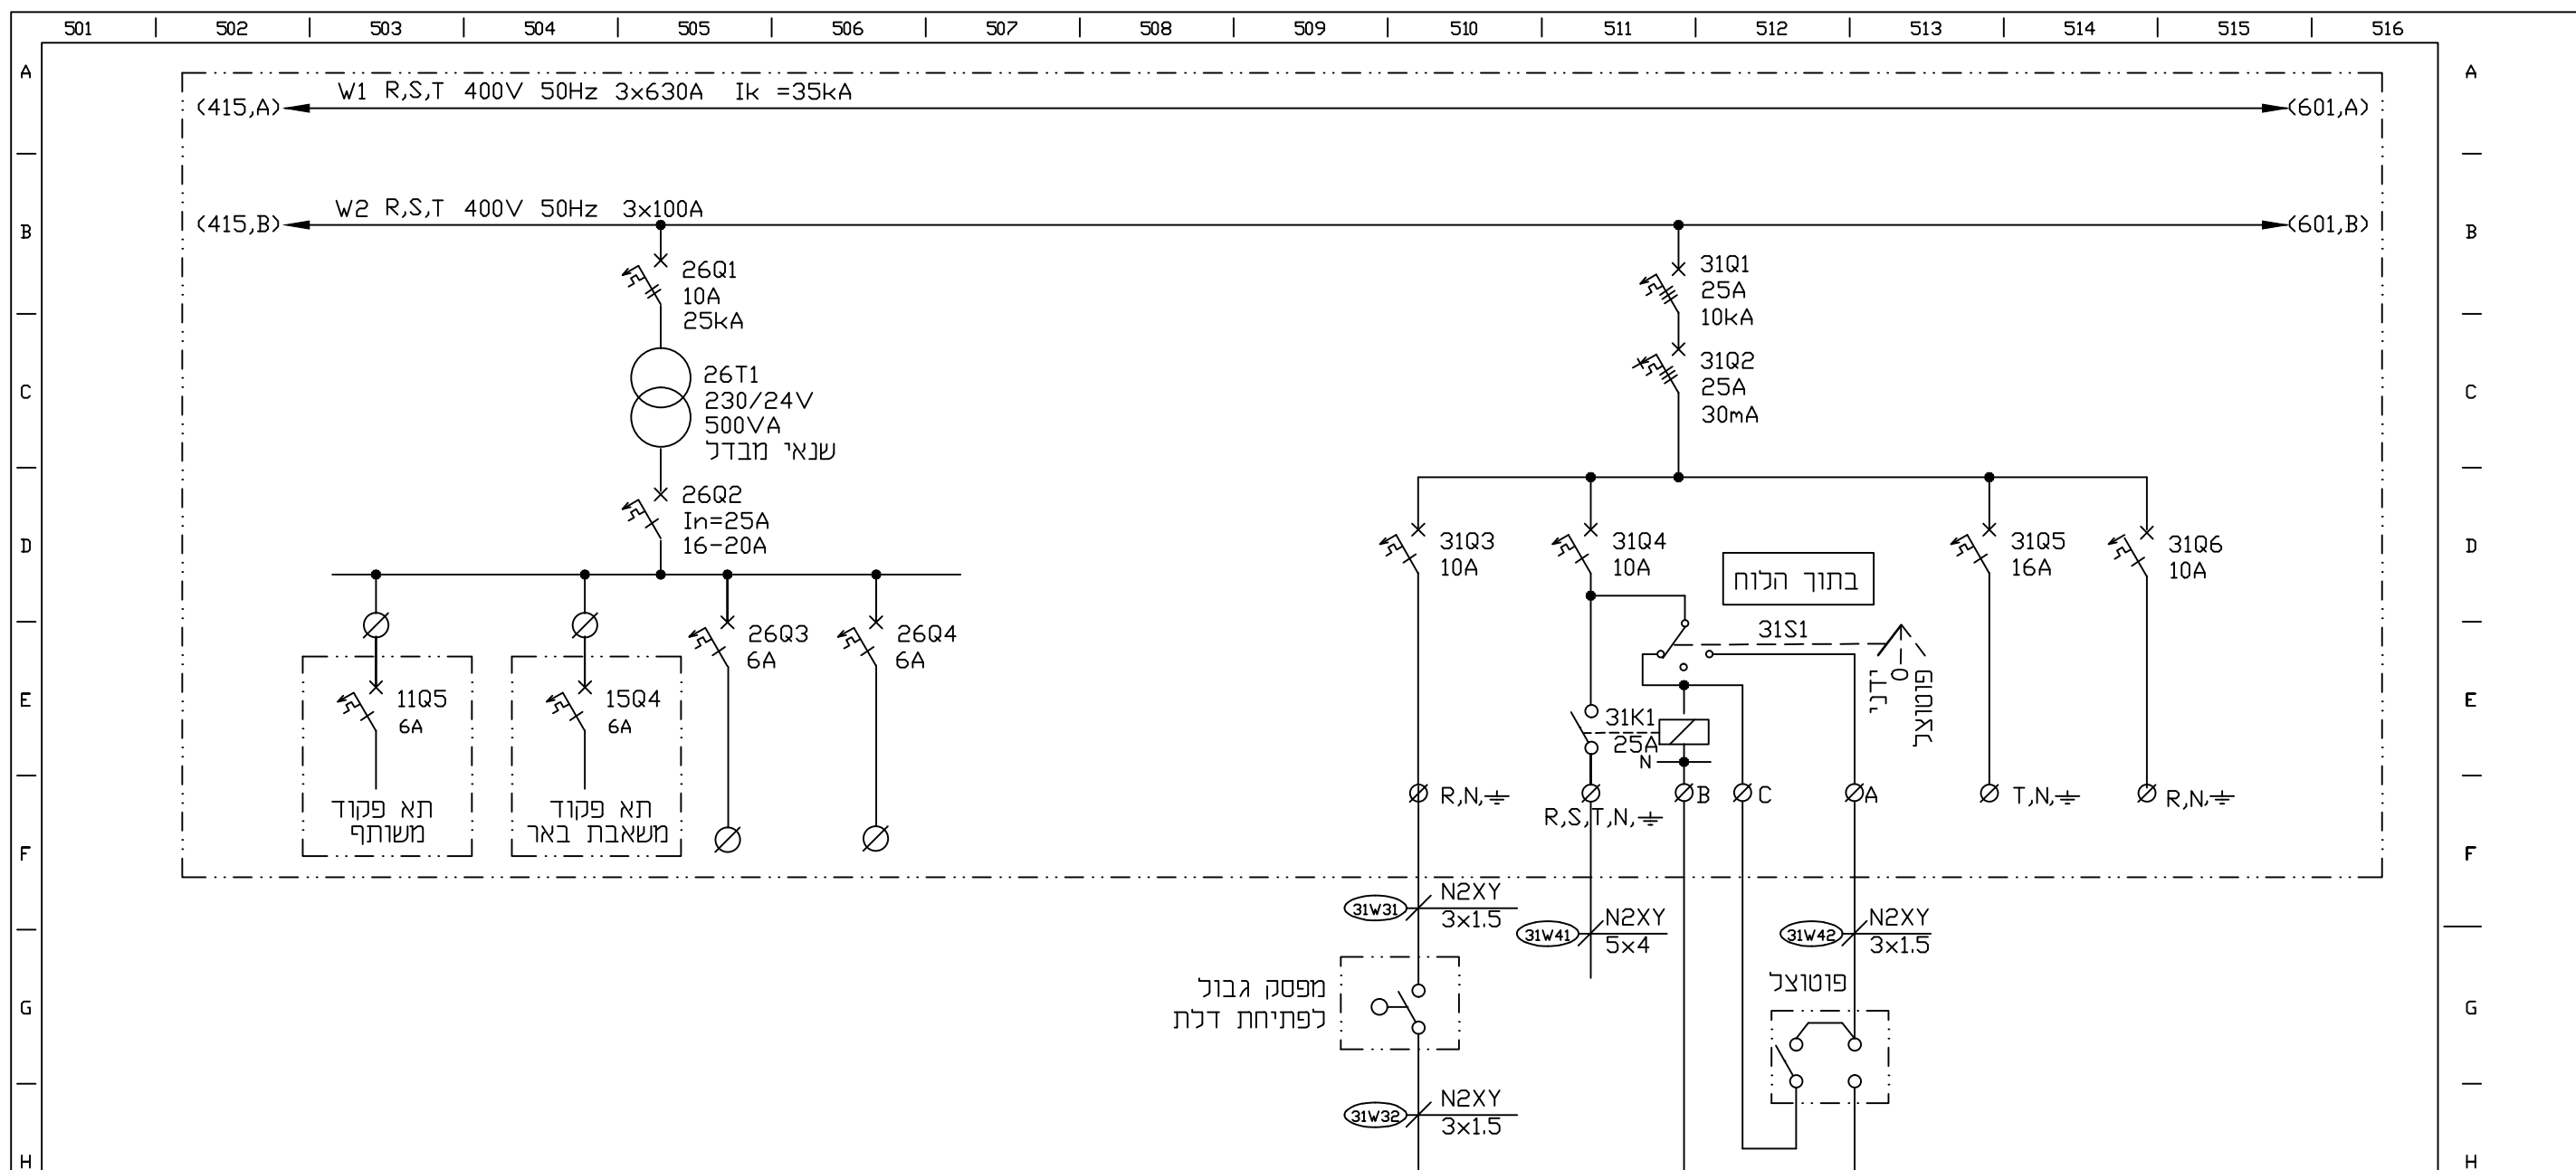 501 502 503 504 505 506 507 508 509 510 511 512 513 514 515 516
A
A
W1 R,S,T 400V 50Hz 3x630A Ik =35kA
(415,A)
(601,A)
W2 R,S,T 400V 50Hz 3x100A
(415,B)
(601,B)
B
B
26Q1
10A
25kA
31Q1
25A
10kA
C
C
26T1
230/24V
500VA
שנאי מבדל
31Q2
25A
30mA
26Q2
In=25A
16-20A
D
D
31Q3
10A
31Q4
10A
בתוך הלוח
31Q5
16A
31Q6
10A
26Q3
6A
26Q4
6A
31S1
ידני
0
פוטוצל
E
E
11Q5
6A
15Q4
6A
31K1
25A
N
תא פקוד
משותף
תא פקוד
משאבת באר
R,N,
R,S,T,N,
B
C
A
T,N,
R,N,
F
F
31W31
N2XY
3x1.5
31W41
N2XY
5x4
31W42
N2XY
3x1.5
G
G
מפסק גבול
לפתיחת דלת
פוטוצל
31W32
N2XY
3x1.5
H
H